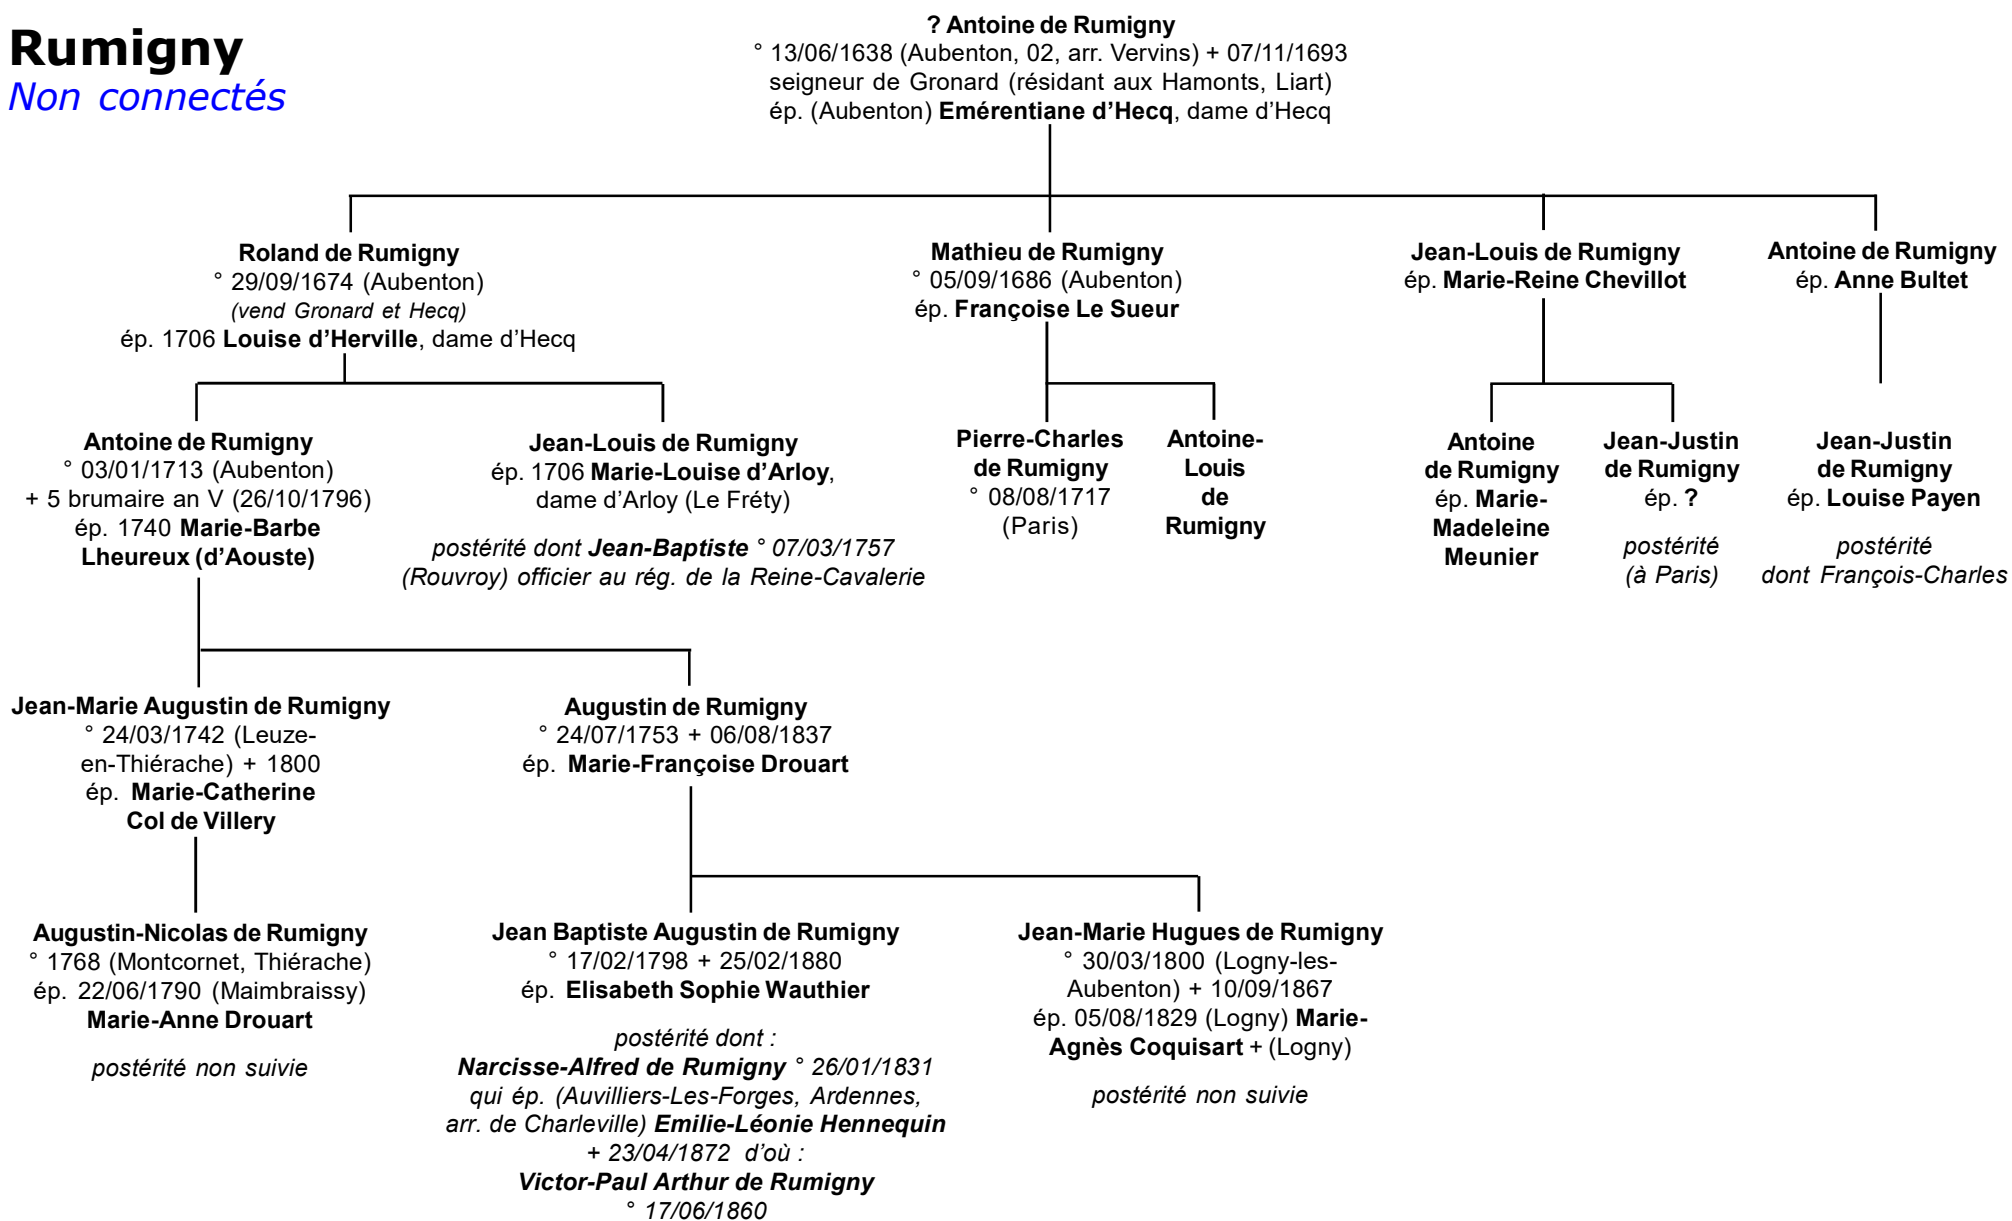 Rumigny
Non connectés
? Antoine de Rumigny
° 13/06/1638 (Aubenton, 02, arr. Vervins) + 07/11/1693
seigneur de Gronard (résidant aux Hamonts, Liart)
ép. (Aubenton) Emérentiane d’Hecq, dame d’Hecq
Roland de Rumigny
° 29/09/1674 (Aubenton)
(vend Gronard et Hecq)
ép. 1706 Louise d’Herville, dame d’Hecq
Mathieu de Rumigny
° 05/09/1686 (Aubenton)
ép. Françoise Le Sueur
Jean-Louis de Rumigny
ép. Marie-Reine Chevillot
Antoine de Rumigny
ép. Anne Bultet
Antoine de Rumigny
° 03/01/1713 (Aubenton)
+ 5 brumaire an V (26/10/1796)
ép. 1740 Marie-Barbe
Lheureux (d’Aouste)
Jean-Louis de Rumigny
ép. 1706 Marie-Louise d’Arloy,
dame d’Arloy (Le Fréty)
postérité dont Jean-Baptiste ° 07/03/1757
(Rouvroy) officier au rég. de la Reine-Cavalerie
Pierre-Charles
de Rumigny
° 08/08/1717
(Paris)
Antoine-
Louis
de
Rumigny
Antoine
de Rumigny
ép. Marie-
Madeleine
Meunier
Jean-Justin
de Rumigny
ép. ?
postérité
(à Paris)
Jean-Justin
de Rumigny
ép. Louise Payen
postérité
dont François-Charles
Jean-Marie Augustin de Rumigny
° 24/03/1742 (Leuze-
en-Thiérache) + 1800
ép. Marie-Catherine
Col de Villery
Augustin de Rumigny
° 24/07/1753 + 06/08/1837
ép. Marie-Françoise Drouart
Augustin-Nicolas de Rumigny
° 1768 (Montcornet, Thiérache)
ép. 22/06/1790 (Maimbraissy)
Marie-Anne Drouart
postérité non suivie
Jean Baptiste Augustin de Rumigny
° 17/02/1798 + 25/02/1880
ép. Elisabeth Sophie Wauthier
postérité dont :
Narcisse-Alfred de Rumigny ° 26/01/1831
qui ép. (Auvilliers-Les-Forges, Ardennes,
arr. de Charleville) Emilie-Léonie Hennequin
+ 23/04/1872 d’où :
Victor-Paul Arthur de Rumigny
° 17/06/1860
Jean-Marie Hugues de Rumigny
° 30/03/1800 (Logny-les-
Aubenton) + 10/09/1867
ép. 05/08/1829 (Logny) Marie-
Agnès Coquisart + (Logny)
postérité non suivie